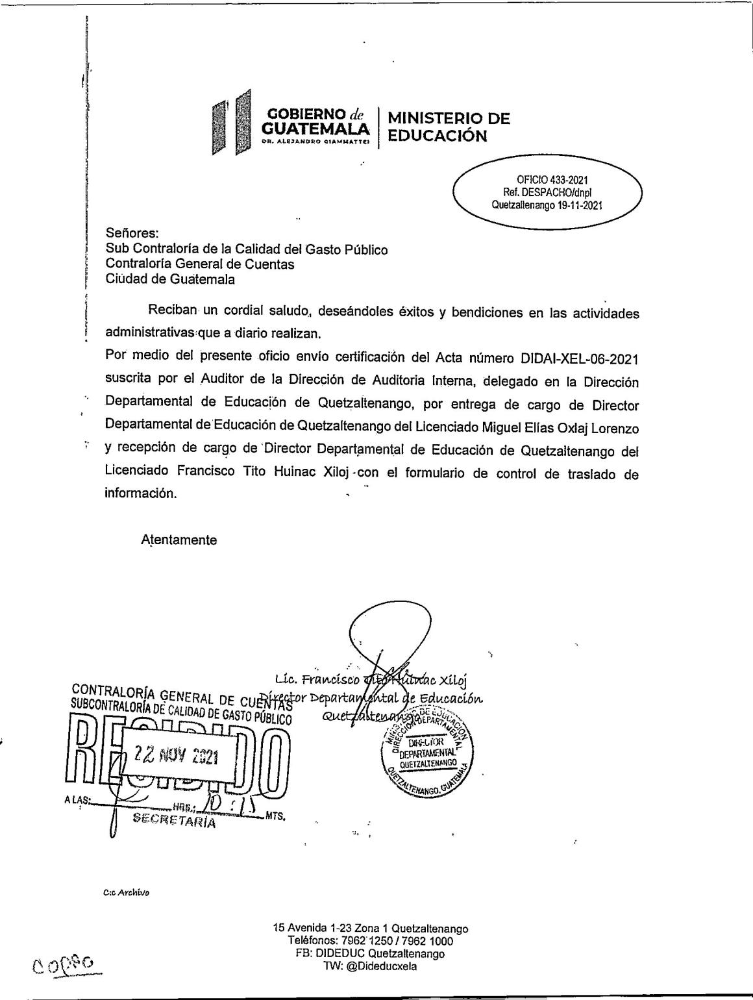 GOBIERNO de
GUATEMALA
DR. ALEJANDRO GIAMMATTEI
MINISTERIO DE
EDUCACIÓN
OFICIO 433-2021
Ref. DESPACHO/dnpl
Quetzaltenango 19-11-2021
Señores:
Sub Contraloría de la Calidad del Gasto Público
Contraloría General de Cuentas
Ciudad de Guatemala
Reciban un cordial saludo, deseándoles éxitos y bendiciones en las actividades
administrativas que a diario realizan.
Por medio del presente oficio envío certificación del Acta número DIDAI-XEL-06-2021
suscrita por el Auditor de la Dirección de Auditoria Interna, delegado en la Dirección
Departamental de Educación de Quetzaltenango, por entrega de cargo de Director
Departamental de Educación de Quetzaltenango del Licenciado Miguel Elías Oxlaj Lorenzo
y recepción de cargo de Director Departamental de Educación de Quetzaltenango del
Licenciado Francisco Tito Huinac Xiloj con el formulario de control de traslado de
información.
Atentamente
Lic. Francisco Tito Huinac Xiloj
Director Departamental de Educación
Quetzaltenango
CONTRALORÍA GENERAL DE CUENTAS
SUBCONTRALORÍA DE CALIDAD DE GASTO PÚBLICO
RECIBIDO
22 NOV 2021
A LAS: HRS.; 10:15 MTS.
SECRETARÍA
MINISTERIO DE EDUCACIÓN
DIRECCIÓN DEPARTAMENTAL
DIRECTOR
DEPARTAMENTAL
QUETZALTENANGO
QUETZALTENANGO, GUATEMALA
C:c Archivo
15 Avenida 1-23 Zona 1 Quetzaltenango
Teléfonos: 7962 1250 / 7962 1000
FB: DIDEDUC Quetzaltenango
TW: @Dideducxela